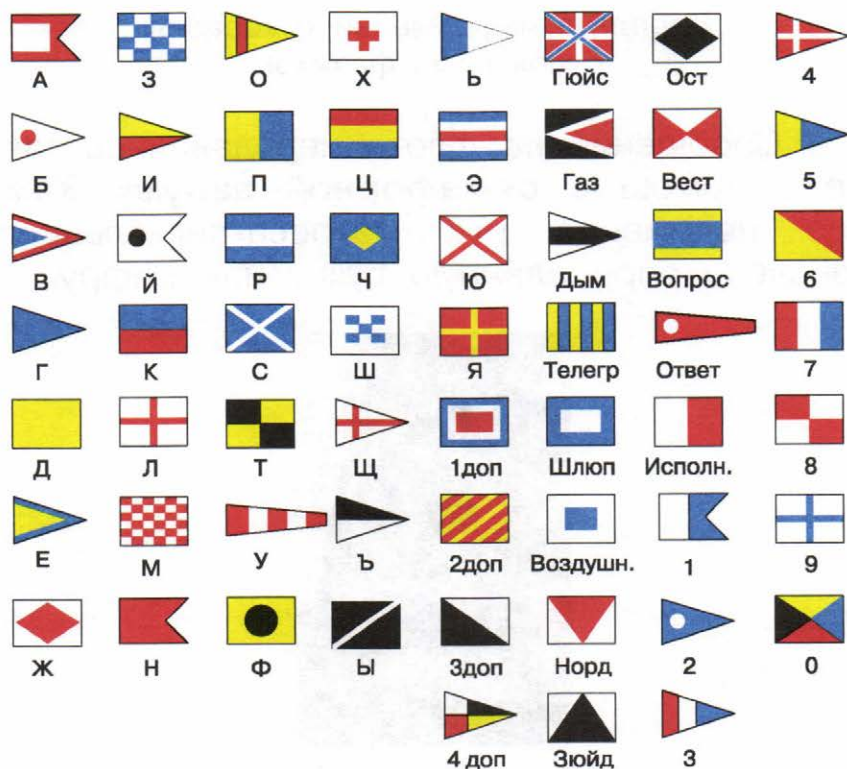 А З О Х Ь Гюйс Ост 4
Б И П Ц Э Газ Вест 5
В Й Р Ч Ю Дым Вопрос 6
Г К С Ш Я Телегр Ответ 7
Д Л Т Щ 1доп Шлюп Исполн. 8
Е М У Ъ 2доп Воздушн. 1 9
Ж Н Ф Ы 3доп Норд 2 0
4 доп Зюйд 3